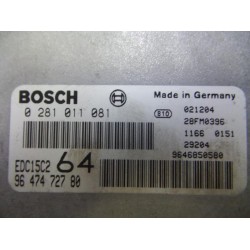 BOSCH
Made in Germany
0 281 011 081
E10
021204
28FM0396
1166 0151
EDC15C2 64
29204
96 474 727 80
9646850580